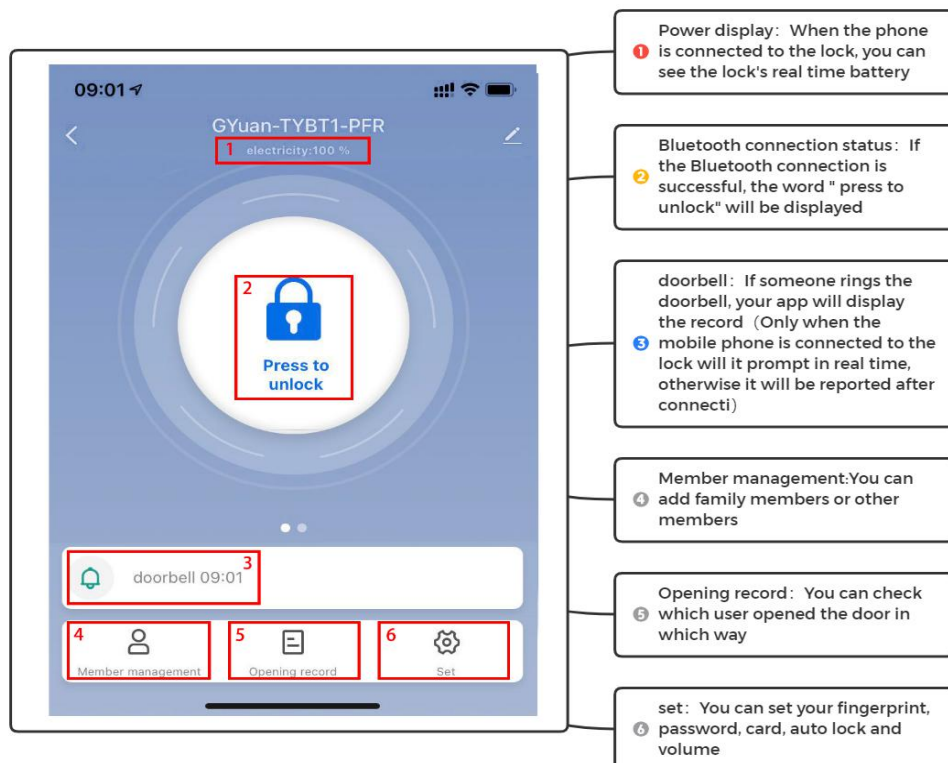 09:01
GYuan-TYBT1-PFR
1 electricity:100 %
2
Press to
unlock
3
doorbell 09:01
4
Member management
5
Opening record
6
Set
1 Power display：When the phone
is connected to the lock, you can
see the lock's real time battery
2 Bluetooth connection status：If
the Bluetooth connection is
successful, the word " press to
unlock" will be displayed
3 doorbell：If someone rings the
doorbell, your app will display
the record（Only when the
mobile phone is connected to the
lock will it prompt in real time,
otherwise it will be reported after
connecti）
4 Member management:You can
add family members or other
members
5 Opening record：You can check
which user opened the door in
which way
6 set：You can set your fingerprint,
password, card, auto lock and
volume